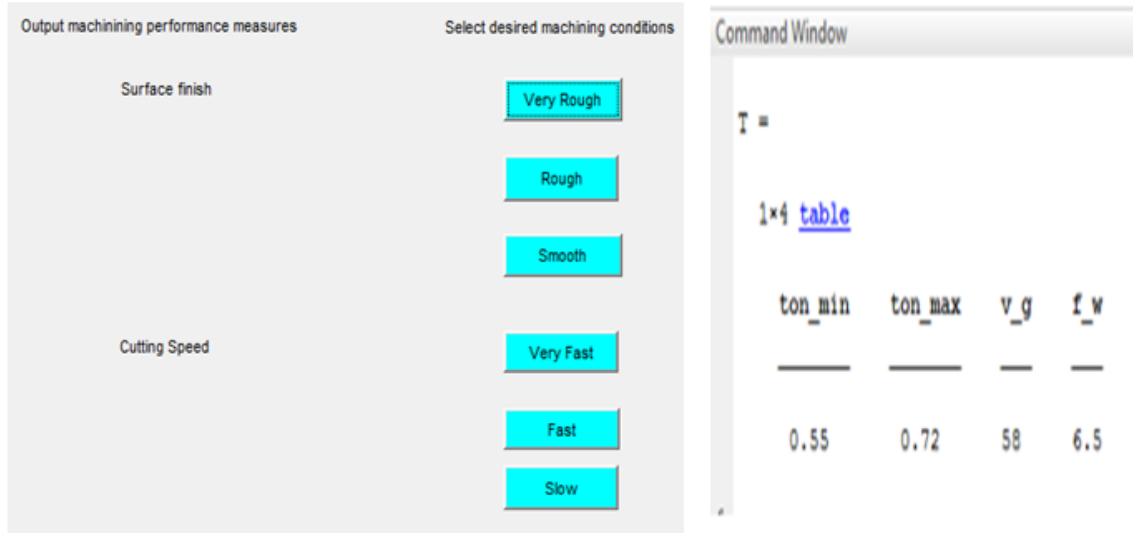 Output machinining performance measures
Select desired machining conditions
Surface finish
Very Rough
Rough
Smooth
Cutting Speed
Very Fast
Fast
Slow
Command Window
T =
1×4 table
ton_min ton_max v_g f_w
0.55 0.72 58 6.5